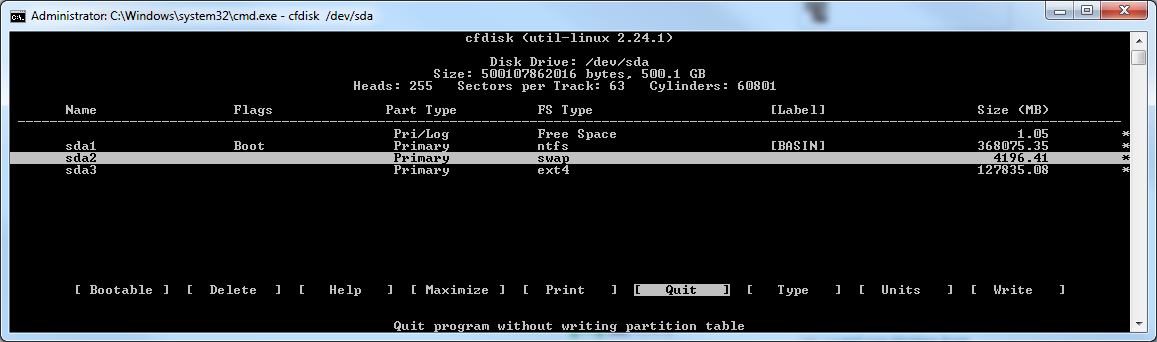 Administrator: C:\Windows\system32\cmd.exe - cfdisk /dev/sda
cfdisk (util-linux 2.24.1)
Disk Drive: /dev/sda
Size: 500107862016 bytes, 500.1 GB
Heads: 255   Sectors per Track: 63   Cylinders: 60801
Name   Flags   Part Type   FS Type   [Label]   Size (MB)
Pri/Log   Free Space   1.05   *
sda1   Boot   Primary   ntfs   [BASIN]   368075.35   *
sda2   Primary   swap   4196.41   *
sda3   Primary   ext4   127835.08   *
[ Bootable ]  [  Delete  ]  [   Help   ]  [ Maximize ]  [  Print   ]  [   Quit   ]  [   Type   ]  [  Units   ]  [  Write   ]
Quit program without writing partition table